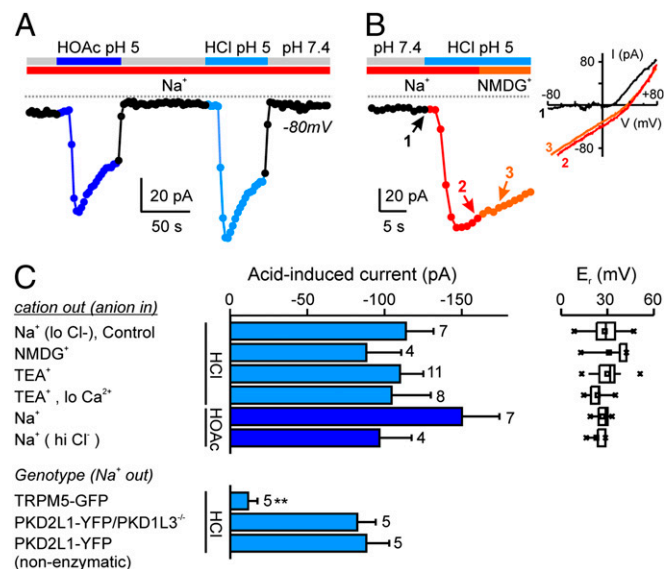 A
HOAc pH 5
HCl pH 5
pH 7.4
Na+
-80mV
20 pA
50 s
B
pH 7.4
HCl pH 5
Na+
NMDG+
1
2
3
20 pA
5 s
I (pA)
80
-80
+80
V (mV)
-80
1
3
2
C
Acid-induced current (pA)
0 -50 -100 -150
Er (mV)
0 30 60
cation out (anion in)
Na+ (lo Cl-), Control 7
NMDG+ 4
TEA+ 11
TEA+ , lo Ca2+ 8
Na+ 7
Na+ ( hi Cl-) 4
HCl
HOAc
Genotype (Na+ out)
TRPM5-GFP 5 **
PKD2L1-YFP/PKD1L3-/- 5
PKD2L1-YFP 5
(non-enzymatic)
HCl